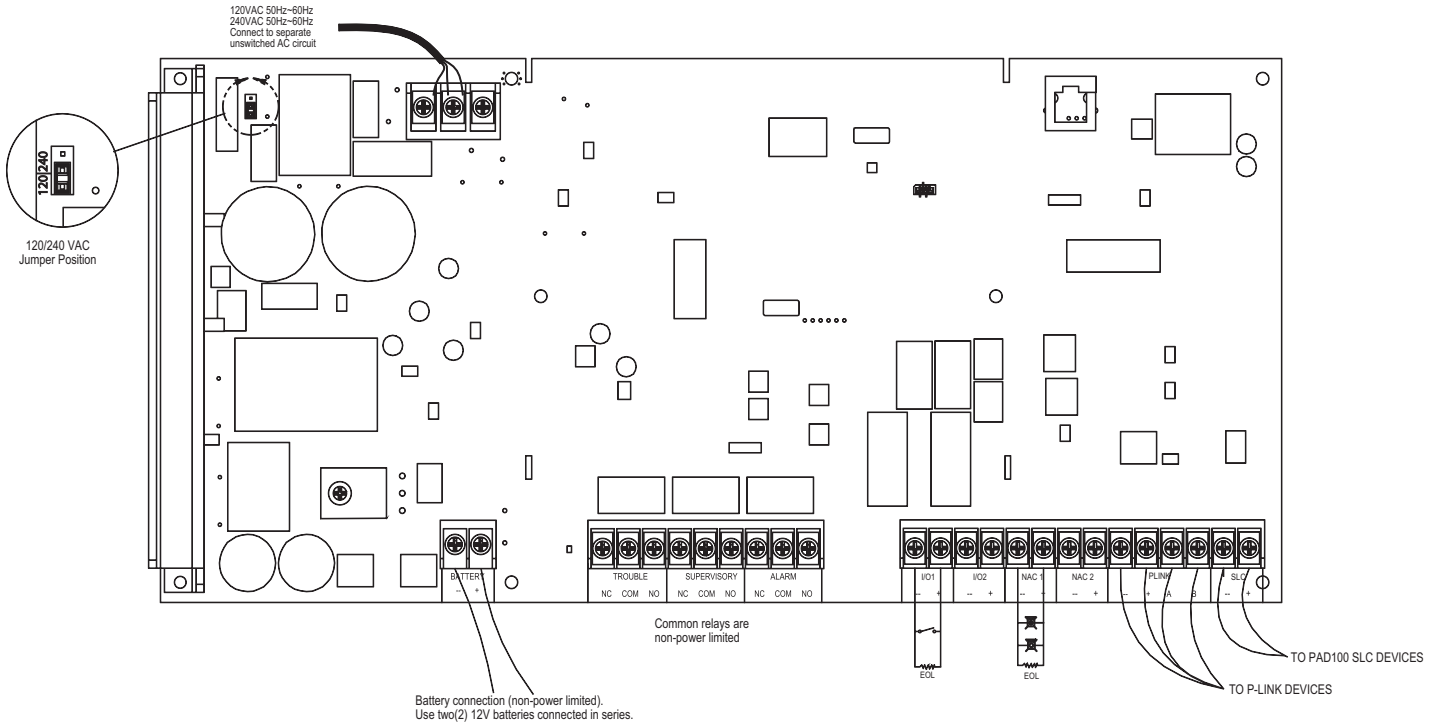 120VAC 50Hz~60Hz
240VAC 50Hz~60Hz
Connect to separate
unswitched AC circuit
120 240
120/240 VAC
Jumper Position
BATTERY
-- +
TROUBLE SUPERVISORY ALARM
NC COM NO NC COM NO NC COM NO
I/O1 I/O2 NAC 1 NAC 2 PLINK SLC
-- + -- + -- + -- + -- + A B -- +
Common relays are
non-power limited
EOL
EOL
TO PAD100 SLC DEVICES
TO P-LINK DEVICES
Battery connection (non-power limited).
Use two(2) 12V batteries connected in series.